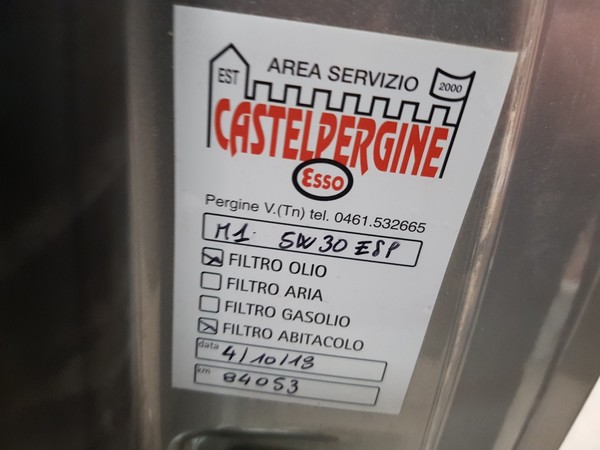 AREA SERVIZIO
EST
2000
CASTELPERGINE
Esso
Pergine V.(Tn) tel. 0461.532665
M1 5W30 ESP
FILTRO OLIO
FILTRO ARIA
FILTRO GASOLIO
FILTRO ABITACOLO
data 4/10/19
km 84053